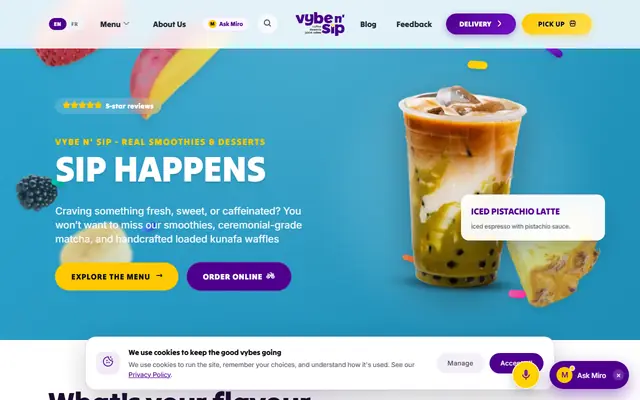 EN FR Menu About Us M Ask Miro vybe n' sip Blog Feedback DELIVERY PICK UP
5-star reviews
VYBE N' SIP - REAL SMOOTHIES & DESSERTS
SIP HAPPENS
Craving something fresh, sweet, or caffeinated? You
won't want to miss our smoothies, ceremonial-grade
matcha, and handcrafted loaded kunafa waffles
EXPLORE THE MENU → ORDER ONLINE
ICED PISTACHIO LATTE
Iced espresso with pistachio sauce.
We use cookies to keep the good vybes going
We use cookies to run the site, remember your choices, and understand how it's used. See our
Privacy Policy.
Manage
M Ask Miro ×
What's your flavour